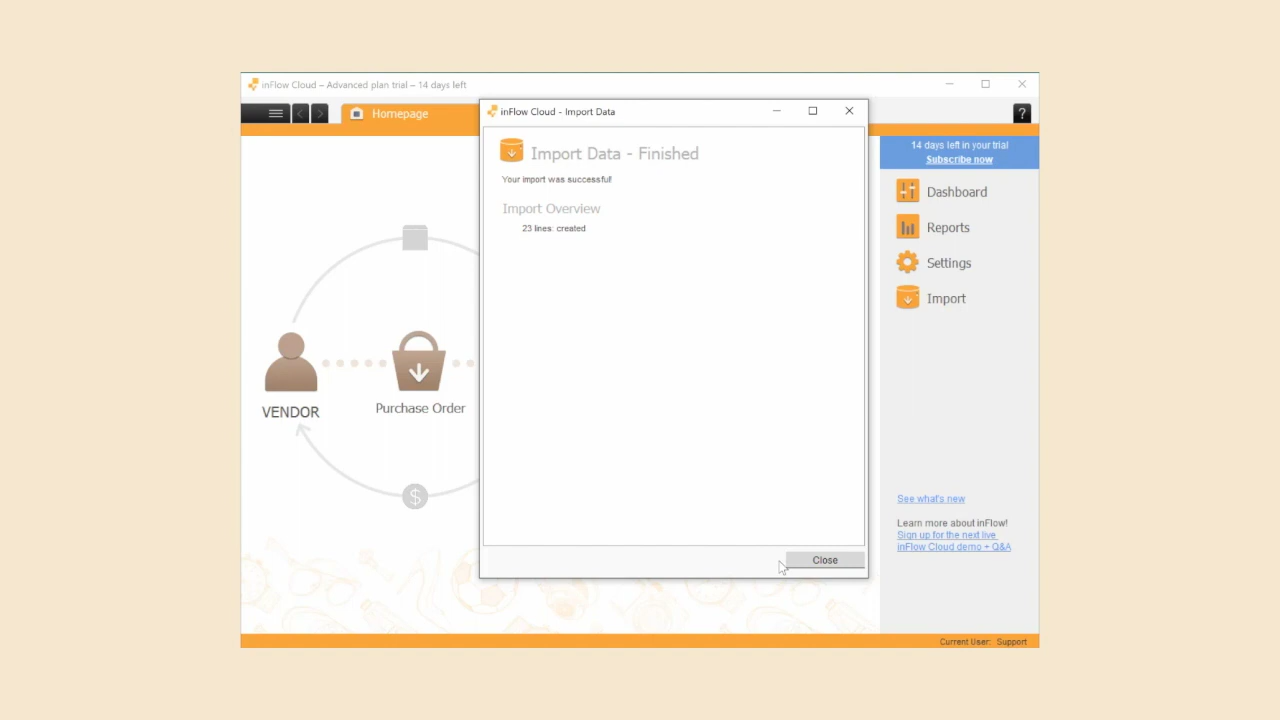 inFlow Cloud – Advanced plan trial – 14 days left
Homepage
?
inFlow Cloud - Import Data
Import Data - Finished
Your import was successful!
Import Overview
23 lines: created
Close
VENDOR
Purchase Order
$
14 days left in your trial
Subscribe now
Dashboard
Reports
Settings
Import
See what's new
Learn more about inFlow!
Sign up for the next live
inFlow Cloud demo + Q&A
Current User: Support